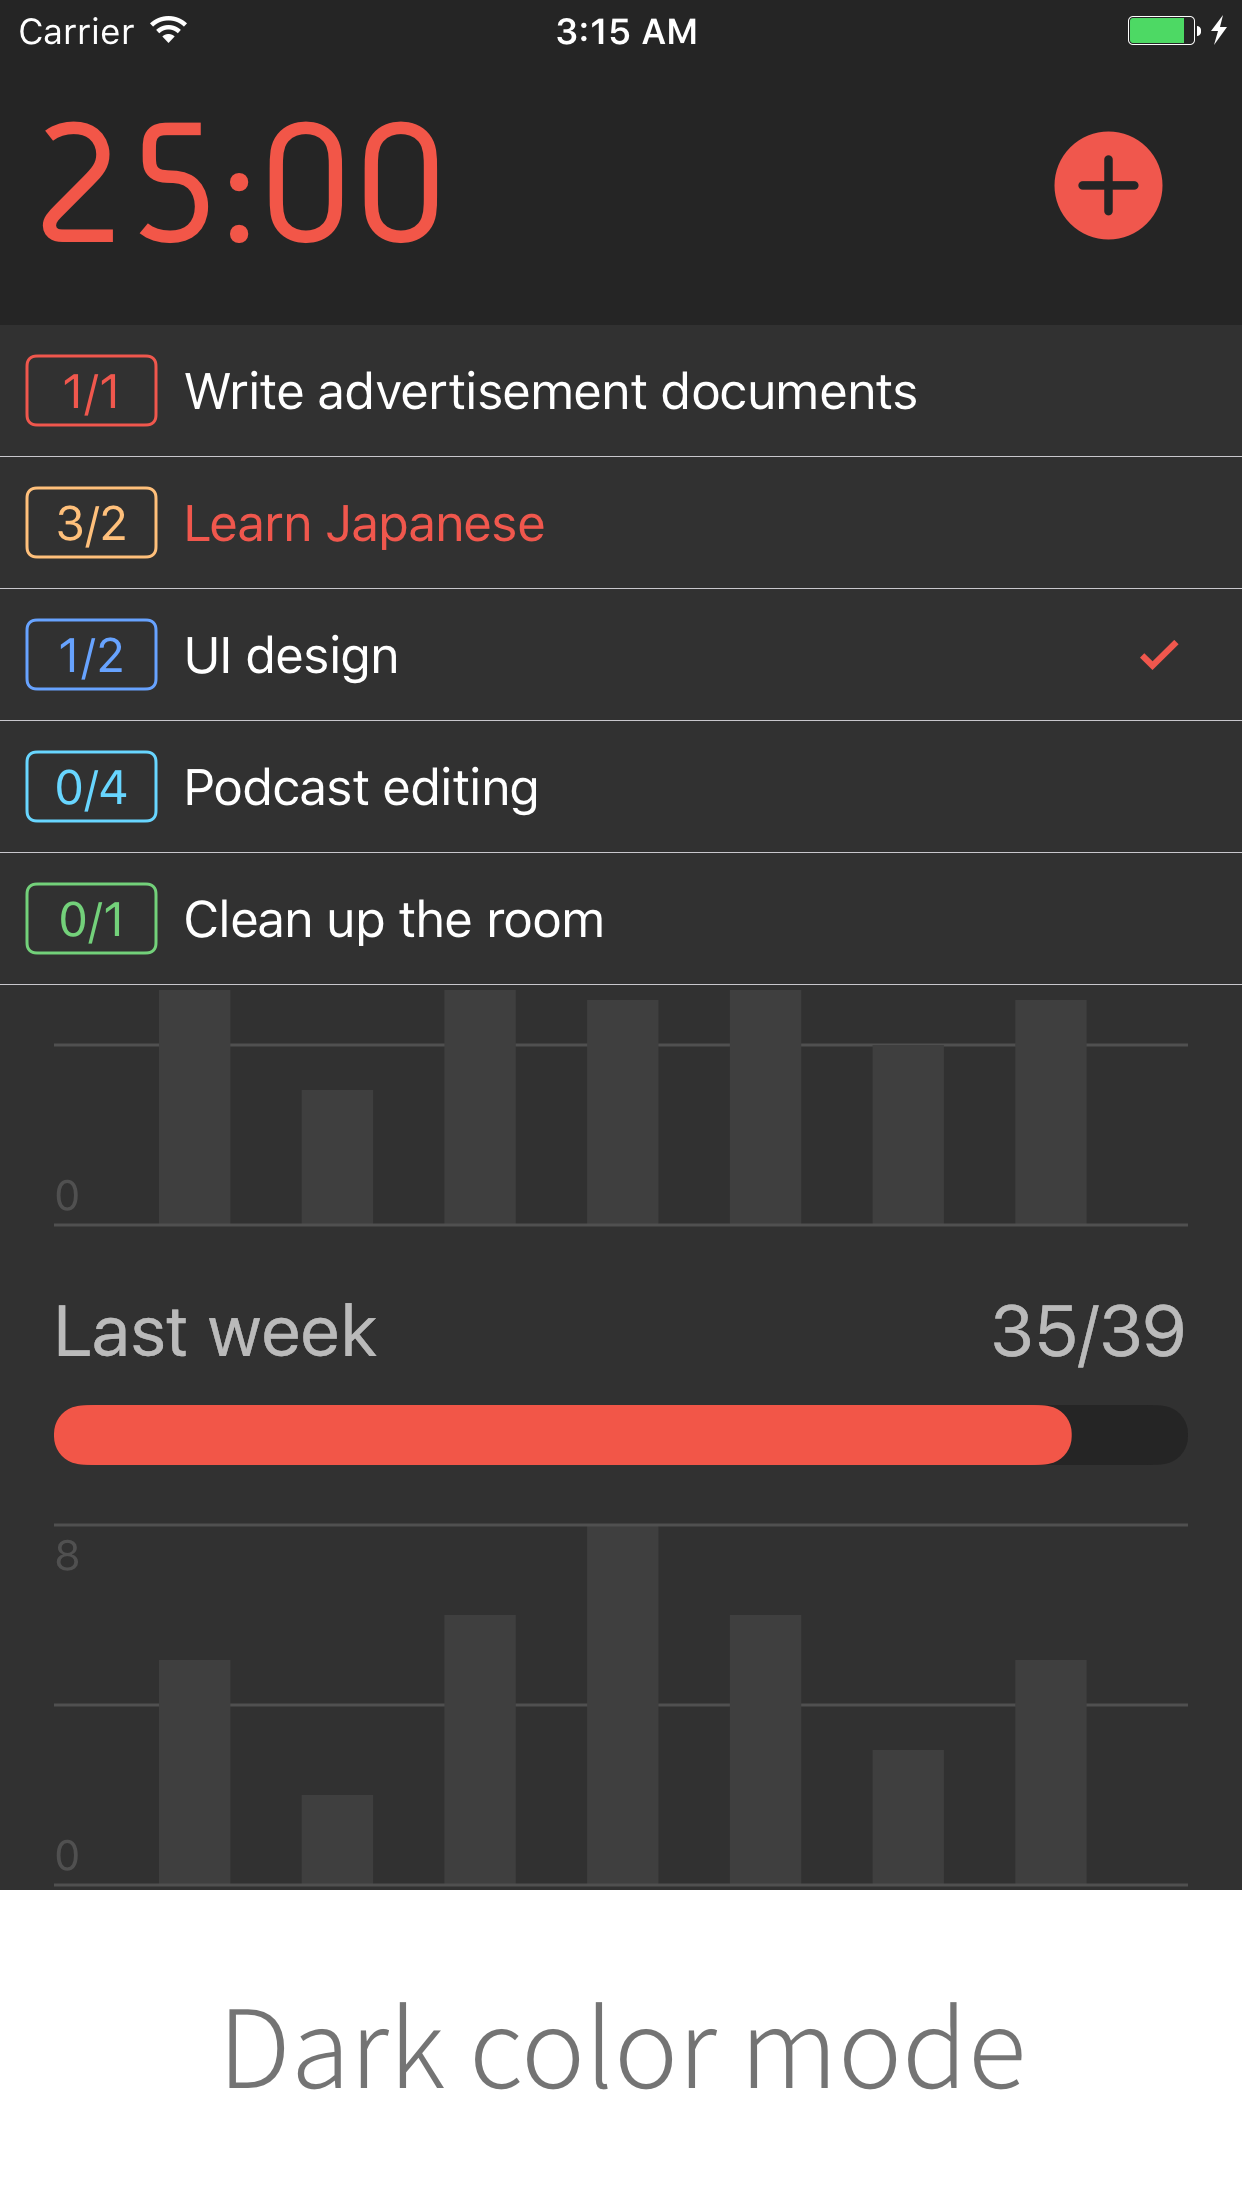 Carrier 3:15 AM
25:00
1/1 Write advertisement documents
3/2 Learn Japanese
1/2 UI design
0/4 Podcast editing
0/1 Clean up the room
0
Last week 35/39
8
0
Dark color mode